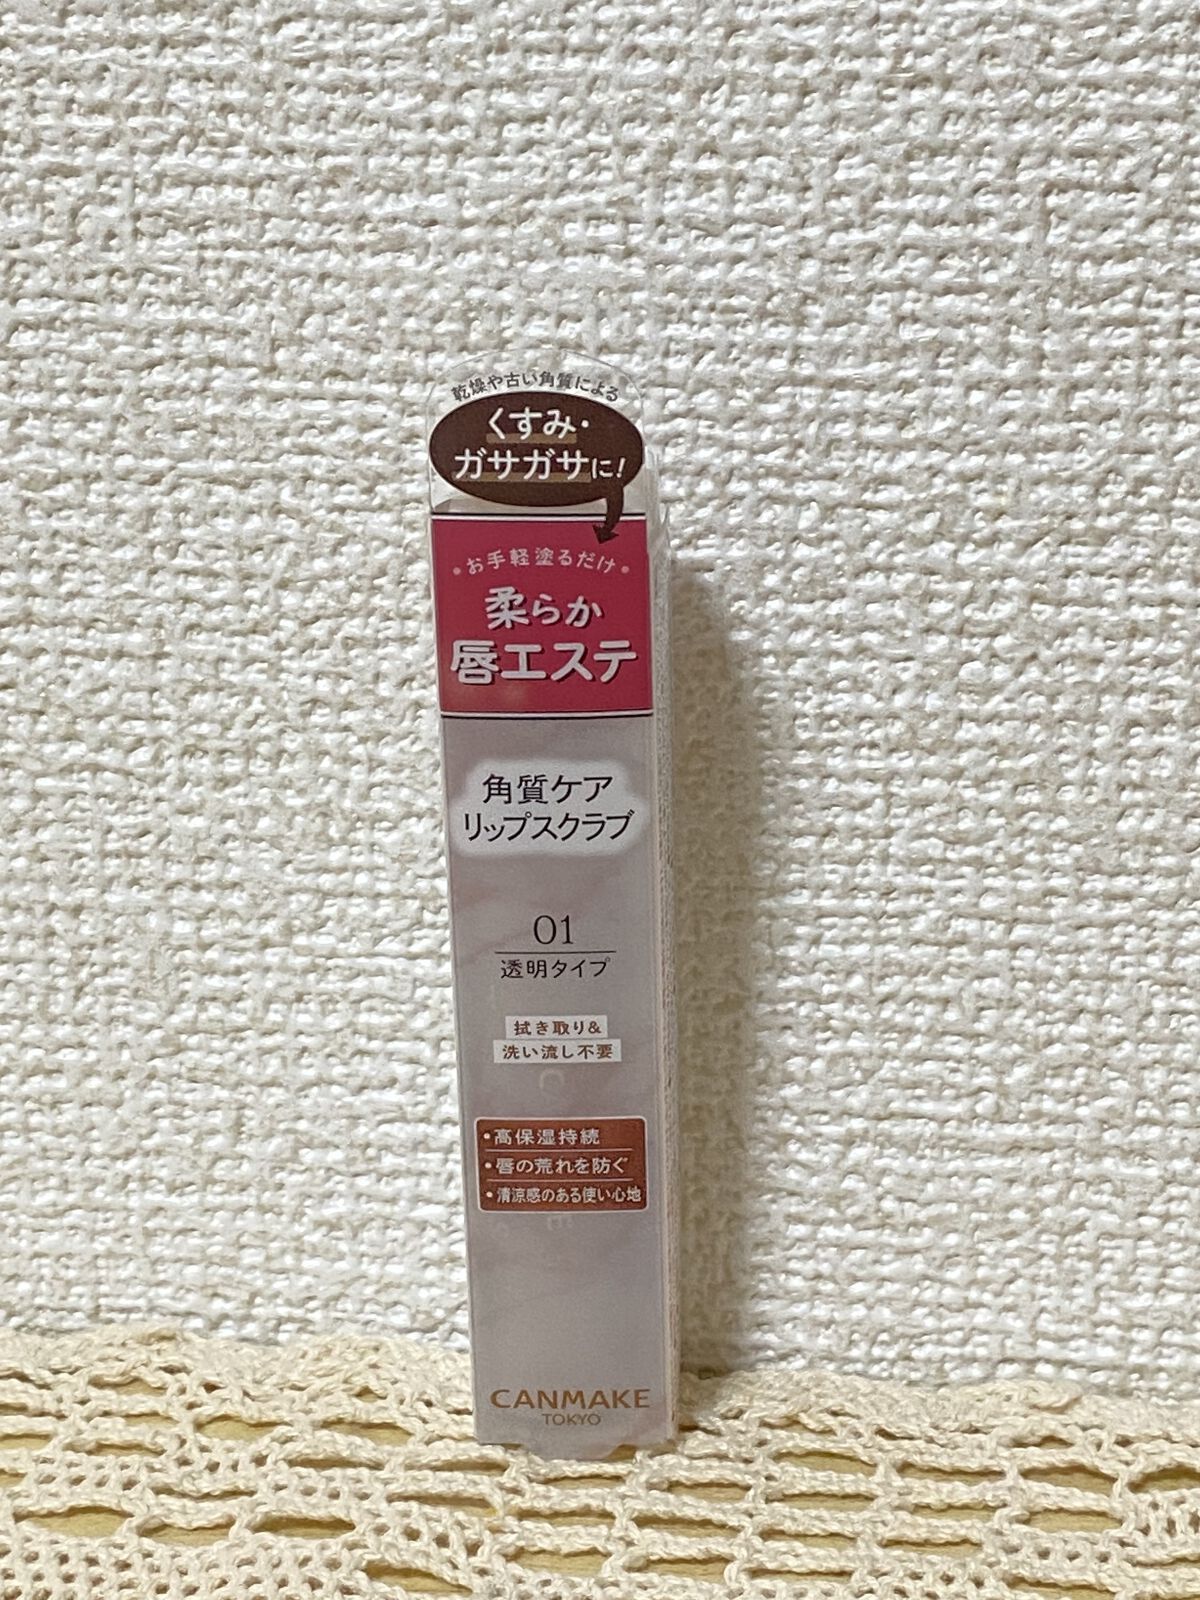 乾燥や古い角質による
くすみ・
ガサガサに!
•お手軽塗るだけ•
柔らか
唇エステ
角質ケア
リップスクラブ
01
透明タイプ
拭き取り&
洗い流し不要
•高保湿持続
•唇の荒れを防ぐ
•清涼感のある使い心地
CANMAKE
TOKYO